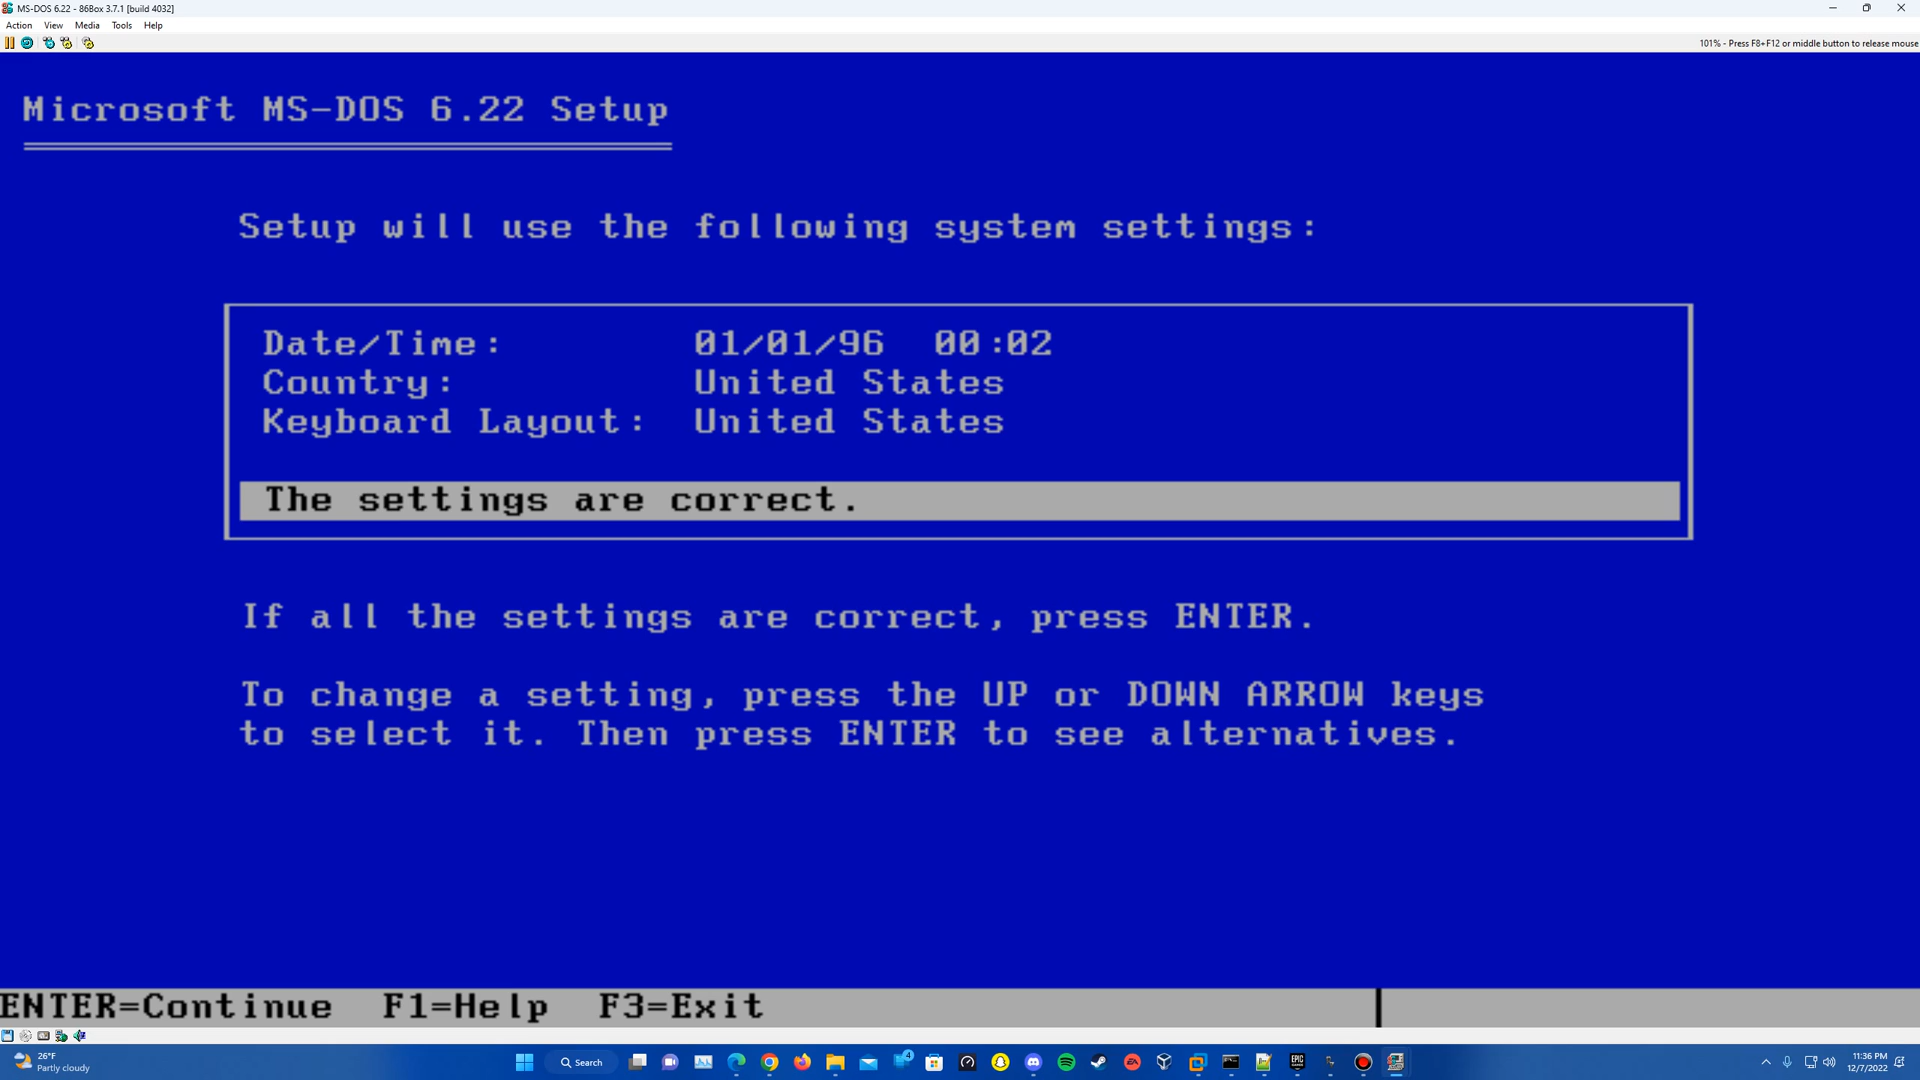 MS-DOS 6.22 - 86Box 3.7.1 [build 4032]
Action View Media Tools Help
101% - Press F8+F12 or middle button to release mouse
Microsoft MS-DOS 6.22 Setup
Setup will use the following system settings:
Date/Time: 01/01/96 00:02
Country: United States
Keyboard Layout: United States
The settings are correct.
If all the settings are correct, press ENTER.
To change a setting, press the UP or DOWN ARROW keys
to select it. Then press ENTER to see alternatives.
ENTER=Continue F1=Help F3=Exit
26°F
Partly cloudy
Search
4
EA
EPIC
GAMES
11:36 PM
12/7/2022